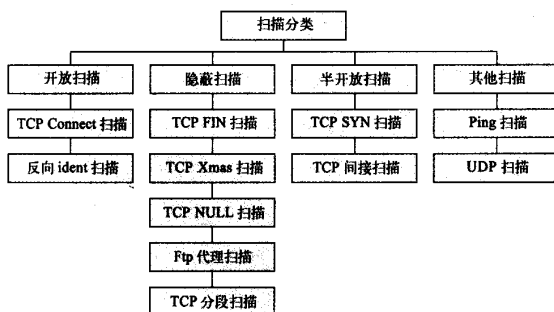 扫描分类
开放扫描 隐蔽扫描 半开放扫描 其他扫描
TCP Connect 扫描 TCP FIN 扫描 TCP SYN 扫描 Ping 扫描
反向 ident 扫描 TCP Xmas 扫描 TCP 间接扫描 UDP 扫描
TCP NULL 扫描
Ftp 代理扫描
TCP 分段扫描